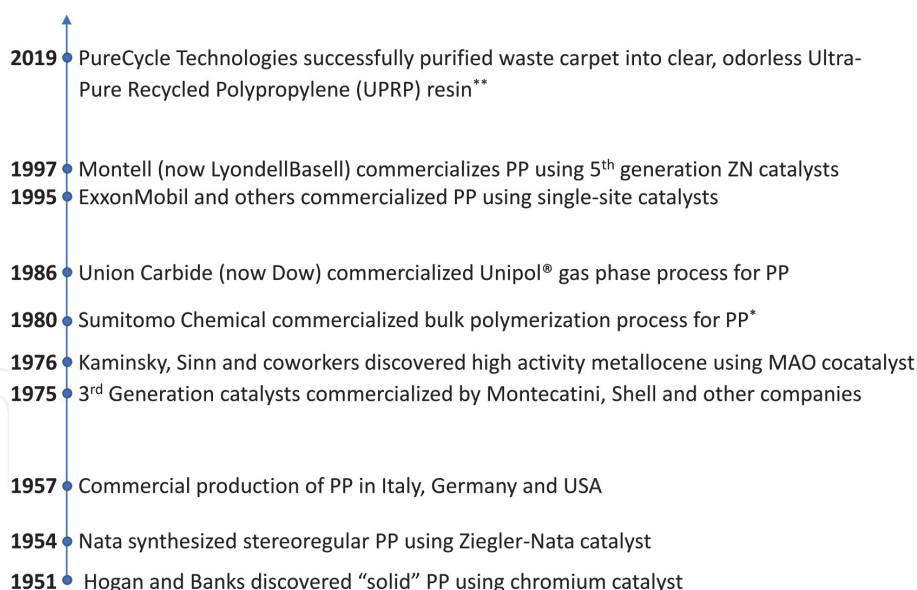 2019 PureCycle Technologies successfully purified waste carpet into clear, odorless Ultra-
Pure Recycled Polypropylene (UPRP) resin**
1997 Montell (now LyondellBasell) commercializes PP using 5th generation ZN catalysts
1995 ExxonMobil and others commercialized PP using single-site catalysts
1986 Union Carbide (now Dow) commercialized Unipol® gas phase process for PP
1980 Sumitomo Chemical commercialized bulk polymerization process for PP*
1976 Kaminsky, Sinn and coworkers discovered high activity metallocene using MAO cocatalyst
1975 3rd Generation catalysts commercialized by Montecatini, Shell and other companies
1957 Commercial production of PP in Italy, Germany and USA
1954 Nata synthesized stereoregular PP using Ziegler-Nata catalyst
1951 Hogan and Banks discovered “solid” PP using chromium catalyst